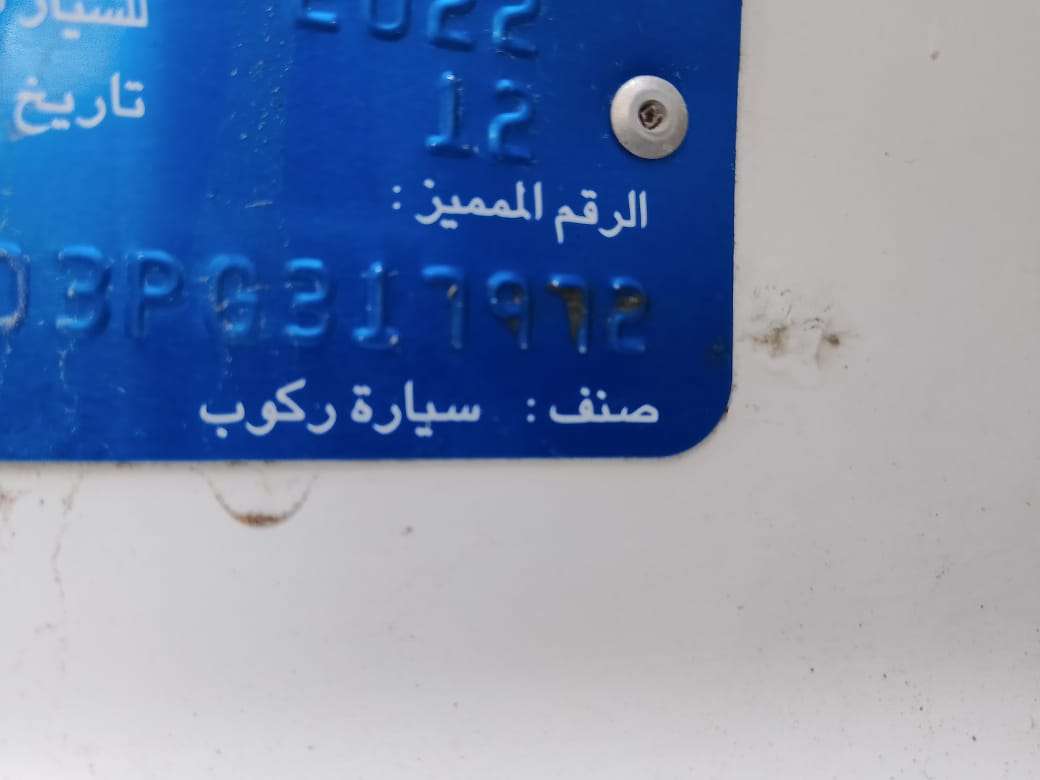 2022
تاريخ 12
الرقم المميز :
3PG317972
صنف : سيارة ركوب